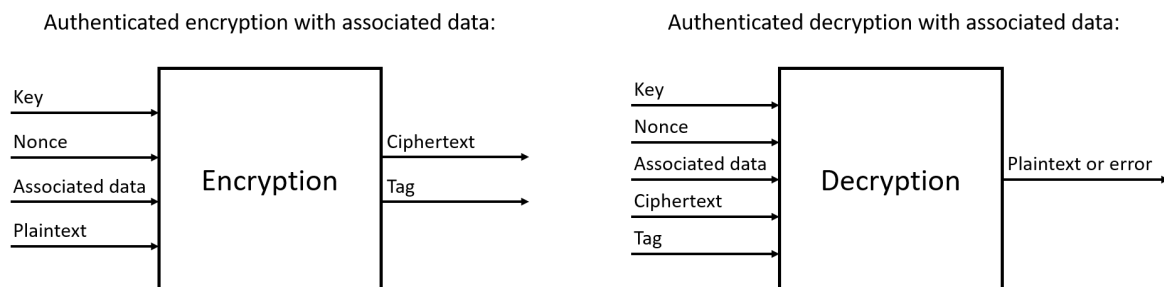 Authenticated encryption with associated data:
Key
Nonce
Associated data
Plaintext
Encryption
Ciphertext
Tag
Authenticated decryption with associated data:
Key
Nonce
Associated data
Ciphertext
Tag
Decryption
Plaintext or error